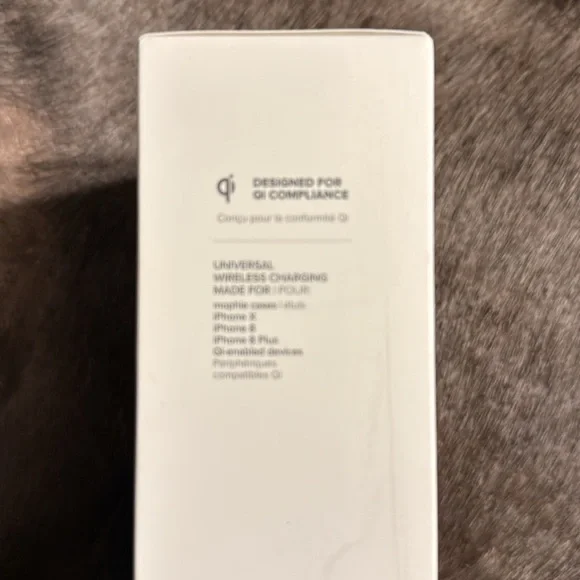 qi
DESIGNED FOR
QI COMPLIANCE
Conçu pour la conformité Qi
UNIVERSAL
WIRELESS CHARGING
MADE FOR | POUR:
mophie cases | étuis
iPhone X
iPhone 8
iPhone 8 Plus
Qi-enabled devices
Périphériques
compatibles Qi